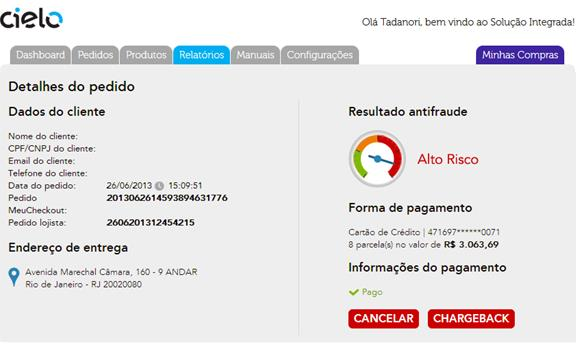 cielo
Olá Tadanori, bem vindo ao Solução Integrada!
Dashboard Pedidos Produtos Relatórios Manuais Configurações Minhas Compras
Detalhes do pedido
Dados do cliente
Nome do cliente:
CPF/CNPJ do cliente:
Email do cliente:
Telefone do cliente:
Data do pedido: 26/06/2013 15:09:51
Pedido 2013062614593894631776
MeuCheckout:
Pedido lojista: 2606201312454215
Endereço de entrega
Avenida Marechal Câmara, 160 - 9 ANDAR
Rio de Janeiro - RJ 20020080
Resultado antifraude
Alto Risco
Forma de pagamento
Cartão de Crédito | 471697******0071
8 parcela(s) no valor de R$ 3.063,69
Informações do pagamento
Pago
CANCELAR CHARGEBACK